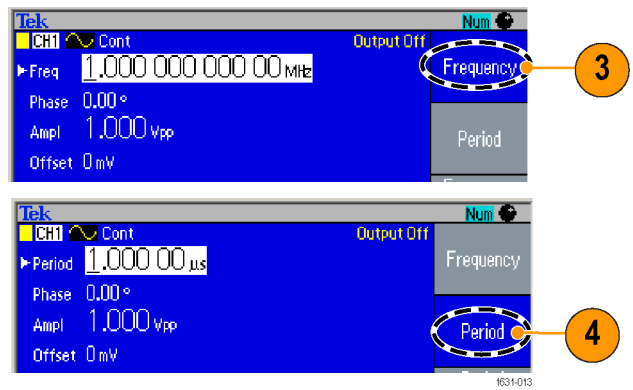 Tek
Num
CH1 Cont
Output Off
Freq 1.000 000 000 00 MHz
Frequency
3
Phase 0.00 °
Ampl 1.000 Vpp
Period
Offset 0 mV
Tek
Num
CH1 Cont
Output Off
Period 1.000 00 µs
Frequency
Phase 0.00 °
Ampl 1.000 Vpp
Period
4
Offset 0 mV
1631-013